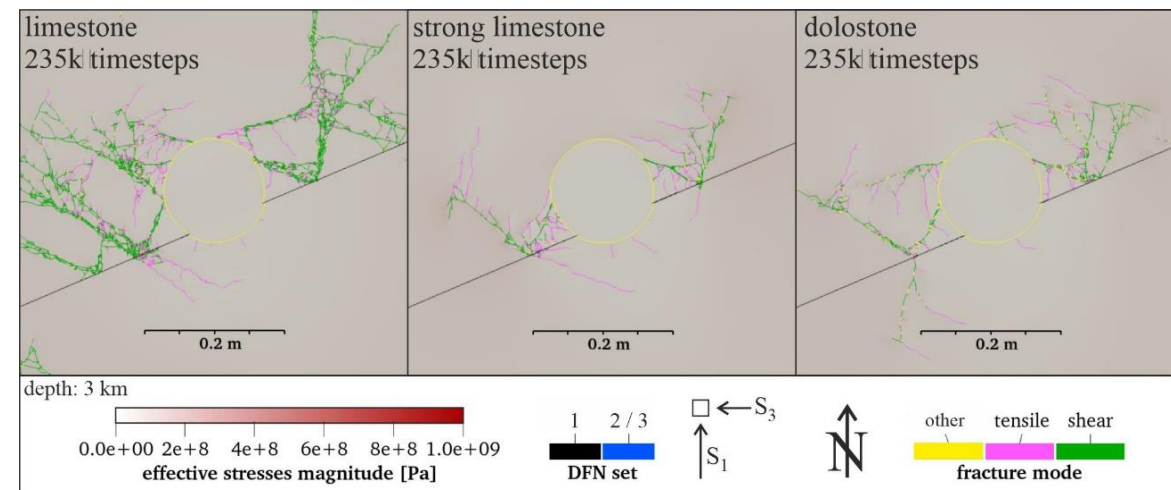 limestone
235k timesteps
strong limestone
235k timesteps
dolostone
235k timesteps
0.2 m
0.2 m
0.2 m
depth: 3 km
0.0e+00 2e+8 4e+8 6e+8 8e+8 1.0e+09
effective stresses magnitude [Pa]
1 2 / 3
DFN set
S3
S1
N
other tensile shear
fracture mode